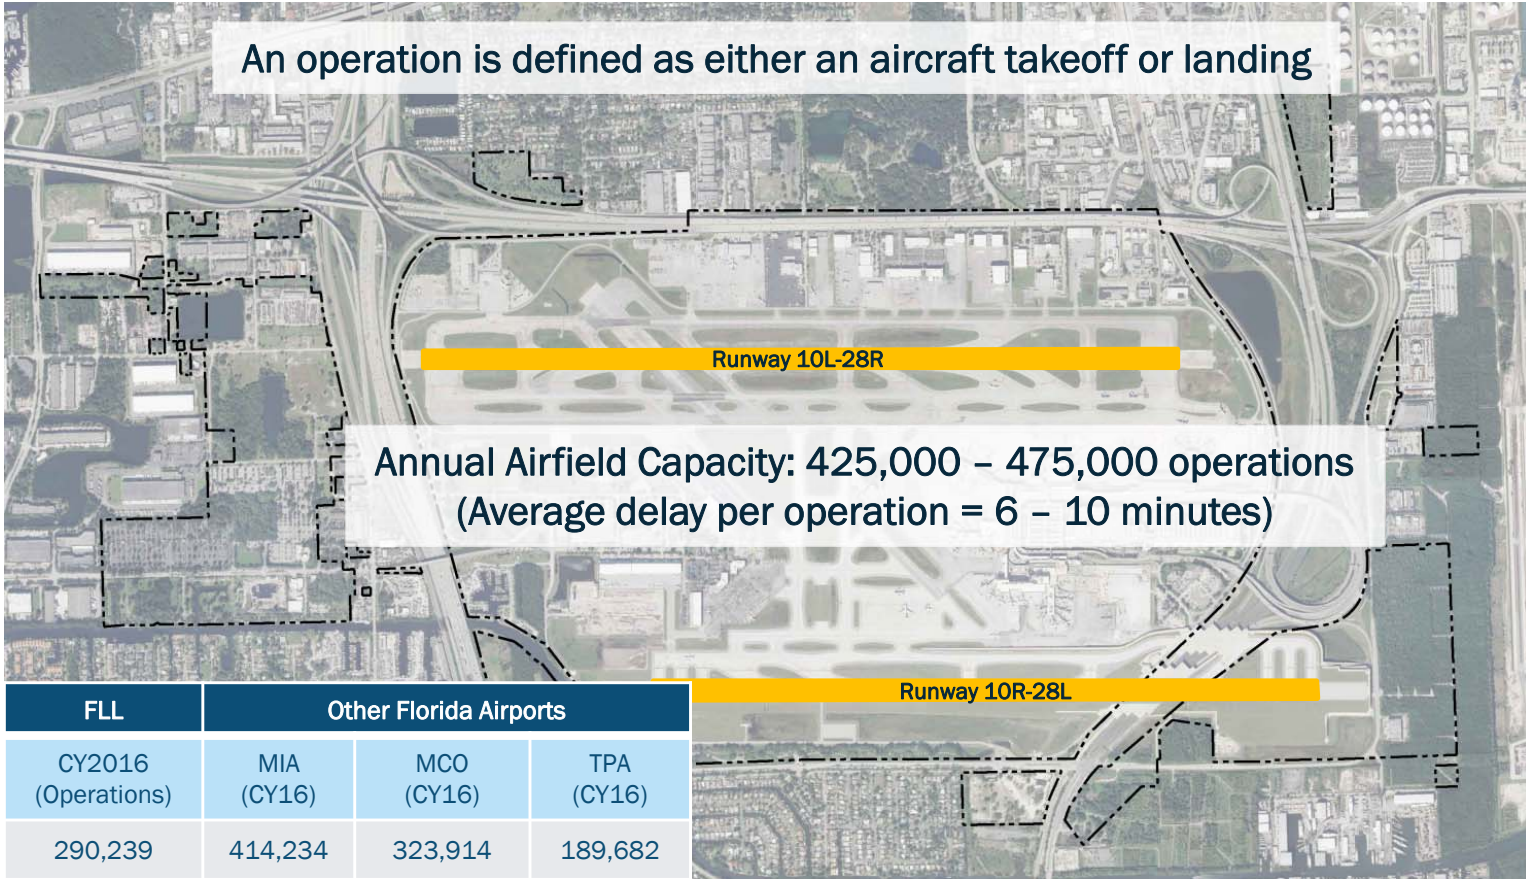 An operation is defined as either an aircraft takeoff or landing
Runway 10L-28R
Annual Airfield Capacity: 425,000 – 475,000 operations
(Average delay per operation = 6 – 10 minutes)
Runway 10R-28L
FLL Other Florida Airports
CY2016 MIA MCO TPA
(Operations) (CY16) (CY16) (CY16)
290,239 414,234 323,914 189,682